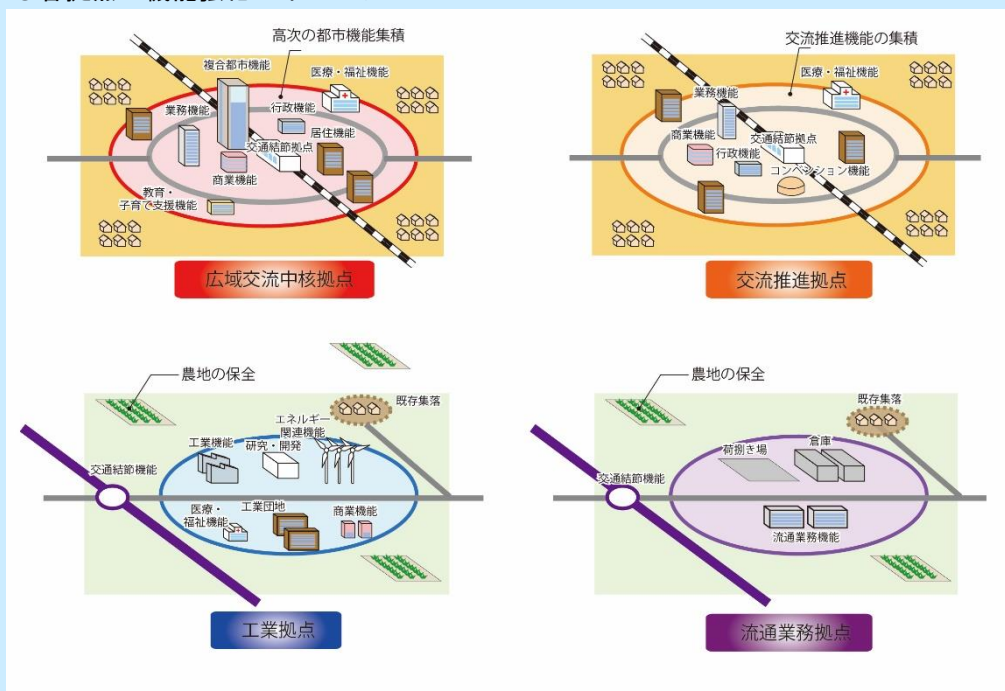 高次の都市機能集積
複合都市機能
医療・福祉機能
業務機能
行政機能
居住機能
交通結節拠点
商業機能
教育・
子育て支援機能
広域交流中核拠点
交流推進機能の集積
医療・福祉機能
業務機能
商業機能
交通結節拠点
行政機能
コンベンション機能
交流推進拠点
農地の保全
既存集落
エネルギー
関連機能
工業機能
研究・開発
交通結節機能
医療・
福祉機能
工業団地
商業機能
工業拠点
農地の保全
既存集落
荷捌き場
倉庫
交通結節機能
流通業務機能
流通業務拠点